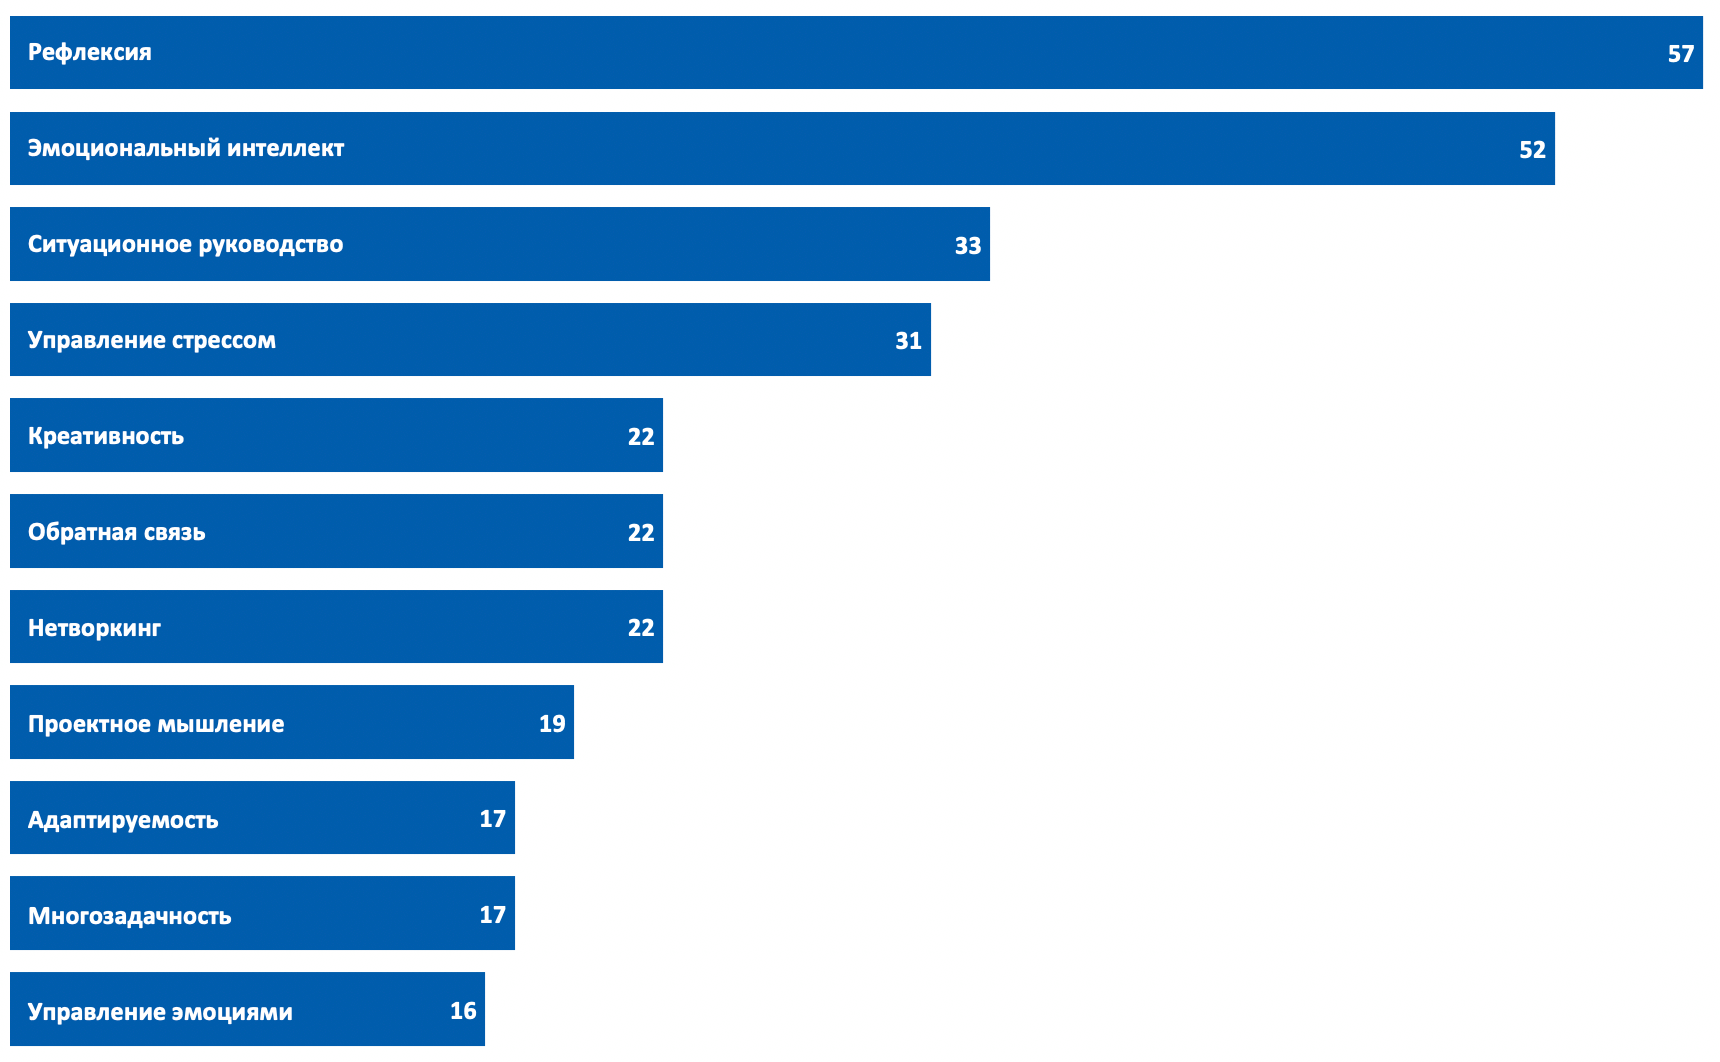 Рефлексия 57
Эмоциональный интеллект 52
Ситуационное руководство 33
Управление стрессом 31
Креативность 22
Обратная связь 22
Нетворкинг 22
Проектное мышление 19
Адаптируемость 17
Многозадачность 17
Управление эмоциями 16